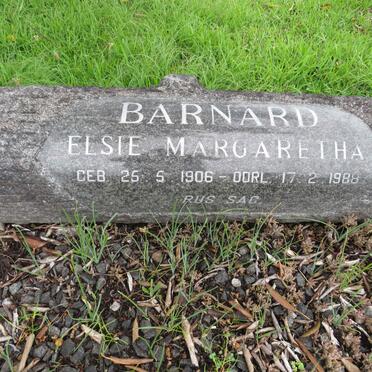 BARNARD
ELSIE MARGARETHA
GEB. 25. 5. 1906 - OORL. 17. 2. 1988
RUS SAG